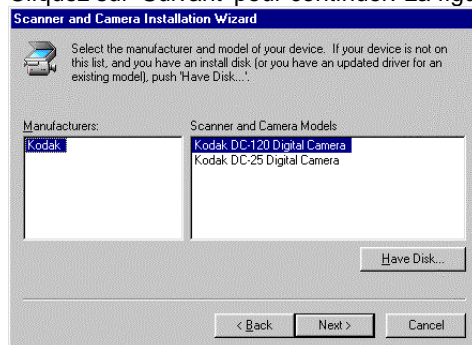 Scanner and Camera Installation Wizard
Select the manufacturer and model of your device. If your device is not on
this list, and you have an install disk (or you have an updated driver for an
existing model), push 'Have Disk...'.
Manufacturers:
Scanner and Camera Models
Kodak
Kodak DC-120 Digital Camera
Kodak DC-25 Digital Camera
Have Disk...
< Back
Next >
Cancel